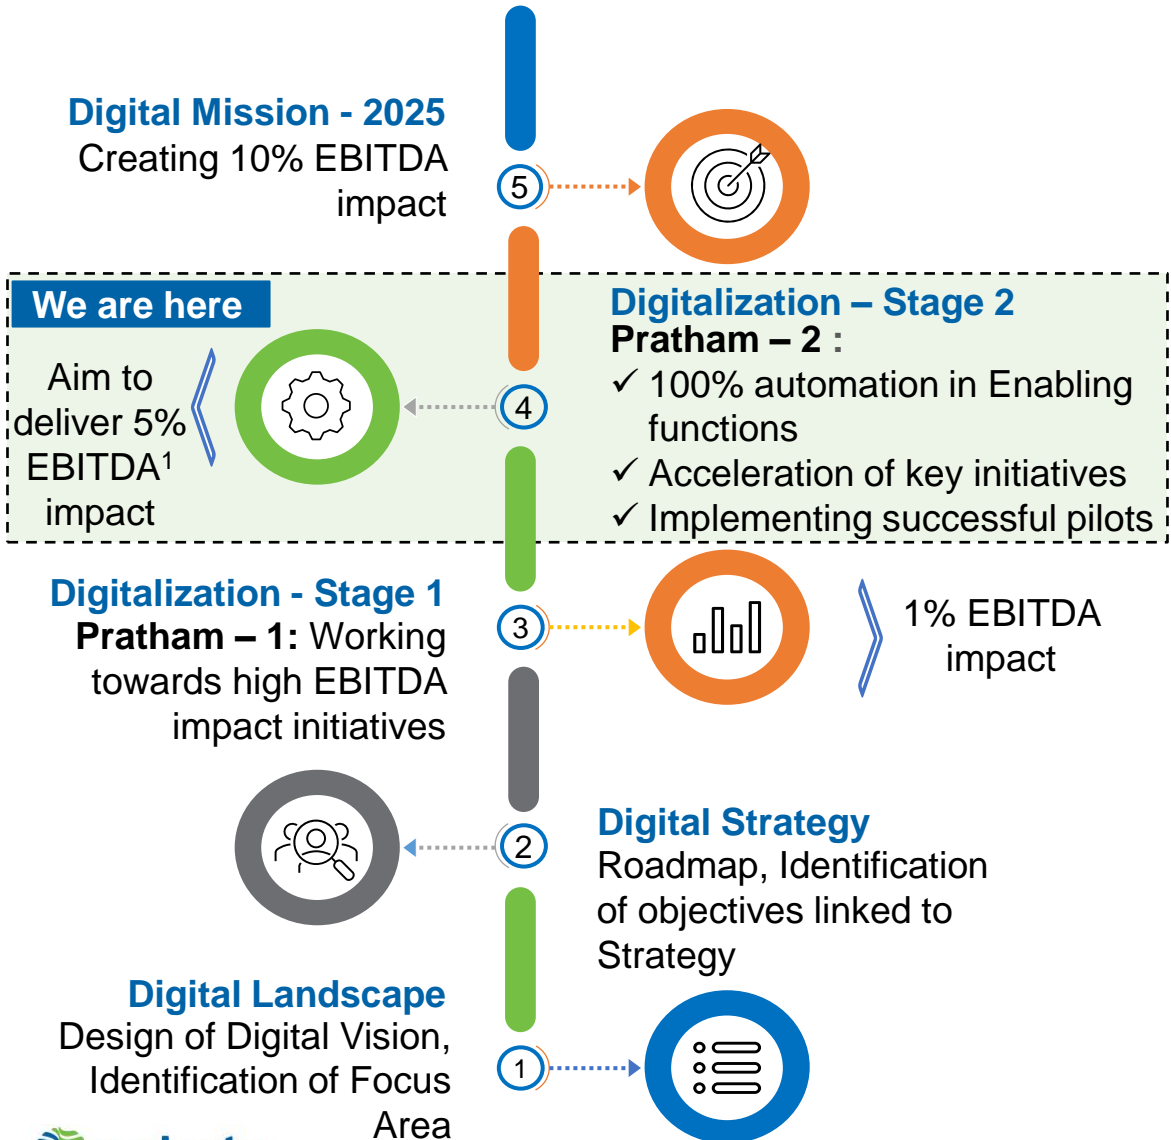 Digital Mission - 2025
Creating 10% EBITDA
impact
5
We are here
Aim to
deliver 5%
EBITDA¹
impact
4
Digitalization – Stage 2
Pratham – 2 :
✓ 100% automation in Enabling
functions
✓ Acceleration of key initiatives
✓ Implementing successful pilots
Digitalization - Stage 1
Pratham – 1: Working
towards high EBITDA
impact initiatives
3
1% EBITDA
impact
2
Digital Strategy
Roadmap, Identification
of objectives linked to
Strategy
Digital Landscape
Design of Digital Vision,
Identification of Focus
Area
1